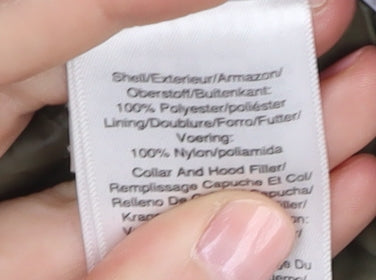 Shell/Exterieur/Armazon/
Oberstoff/Buitenkant:
100% Polyester/poliéster
Lining/Doublure/Forro/Futter/
Voering:
100% Nylon/poliamida
Collar And Hood Filler/
Remplissage Capuche Et Col/
Relleno De Capucha/